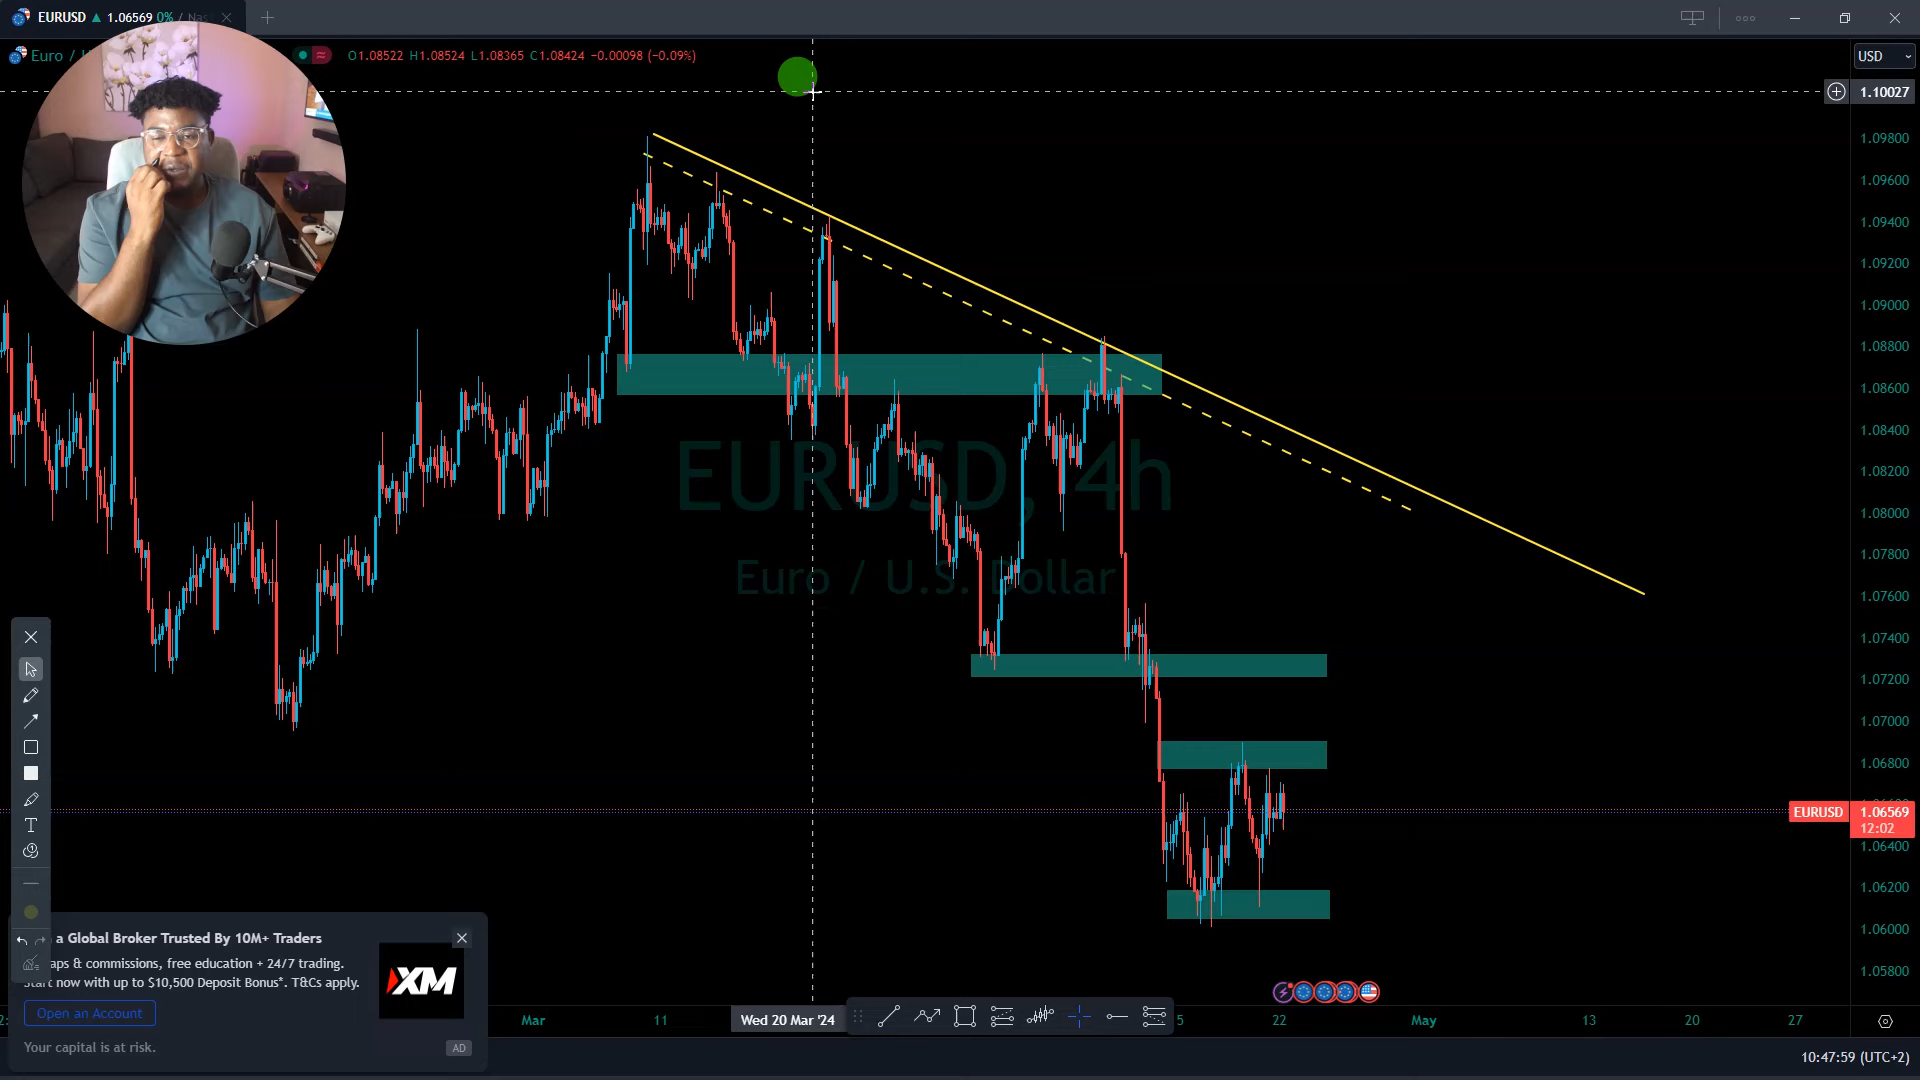 EURUSD ▲ 1.06569 0% / Nas
Euro /
O1.08522 H1.08524 L1.08365 C1.08424 −0.00098 (−0.09%)
USD
1.10027
1.09800
1.09600
1.09400
1.09200
1.09000
1.08800
1.08600
1.08400
1.08200
1.08000
1.07800
1.07600
1.07400
1.07200
1.07000
1.06800
EURUSD 1.06569
12:02
1.06400
1.06200
1.06000
1.05800
EURUSD, 4h
Euro / U.S. Dollar
a Global Broker Trusted By 10M+ Traders
aps & commissions, free education + 24/7 trading.
Start now with up to $10,500 Deposit Bonus*. T&Cs apply.
XM
Open an Account
Your capital is at risk.
AD
Mar
11
Wed 20 Mar '24
5
22
May
13
20
27
10:47:59 (UTC+2)